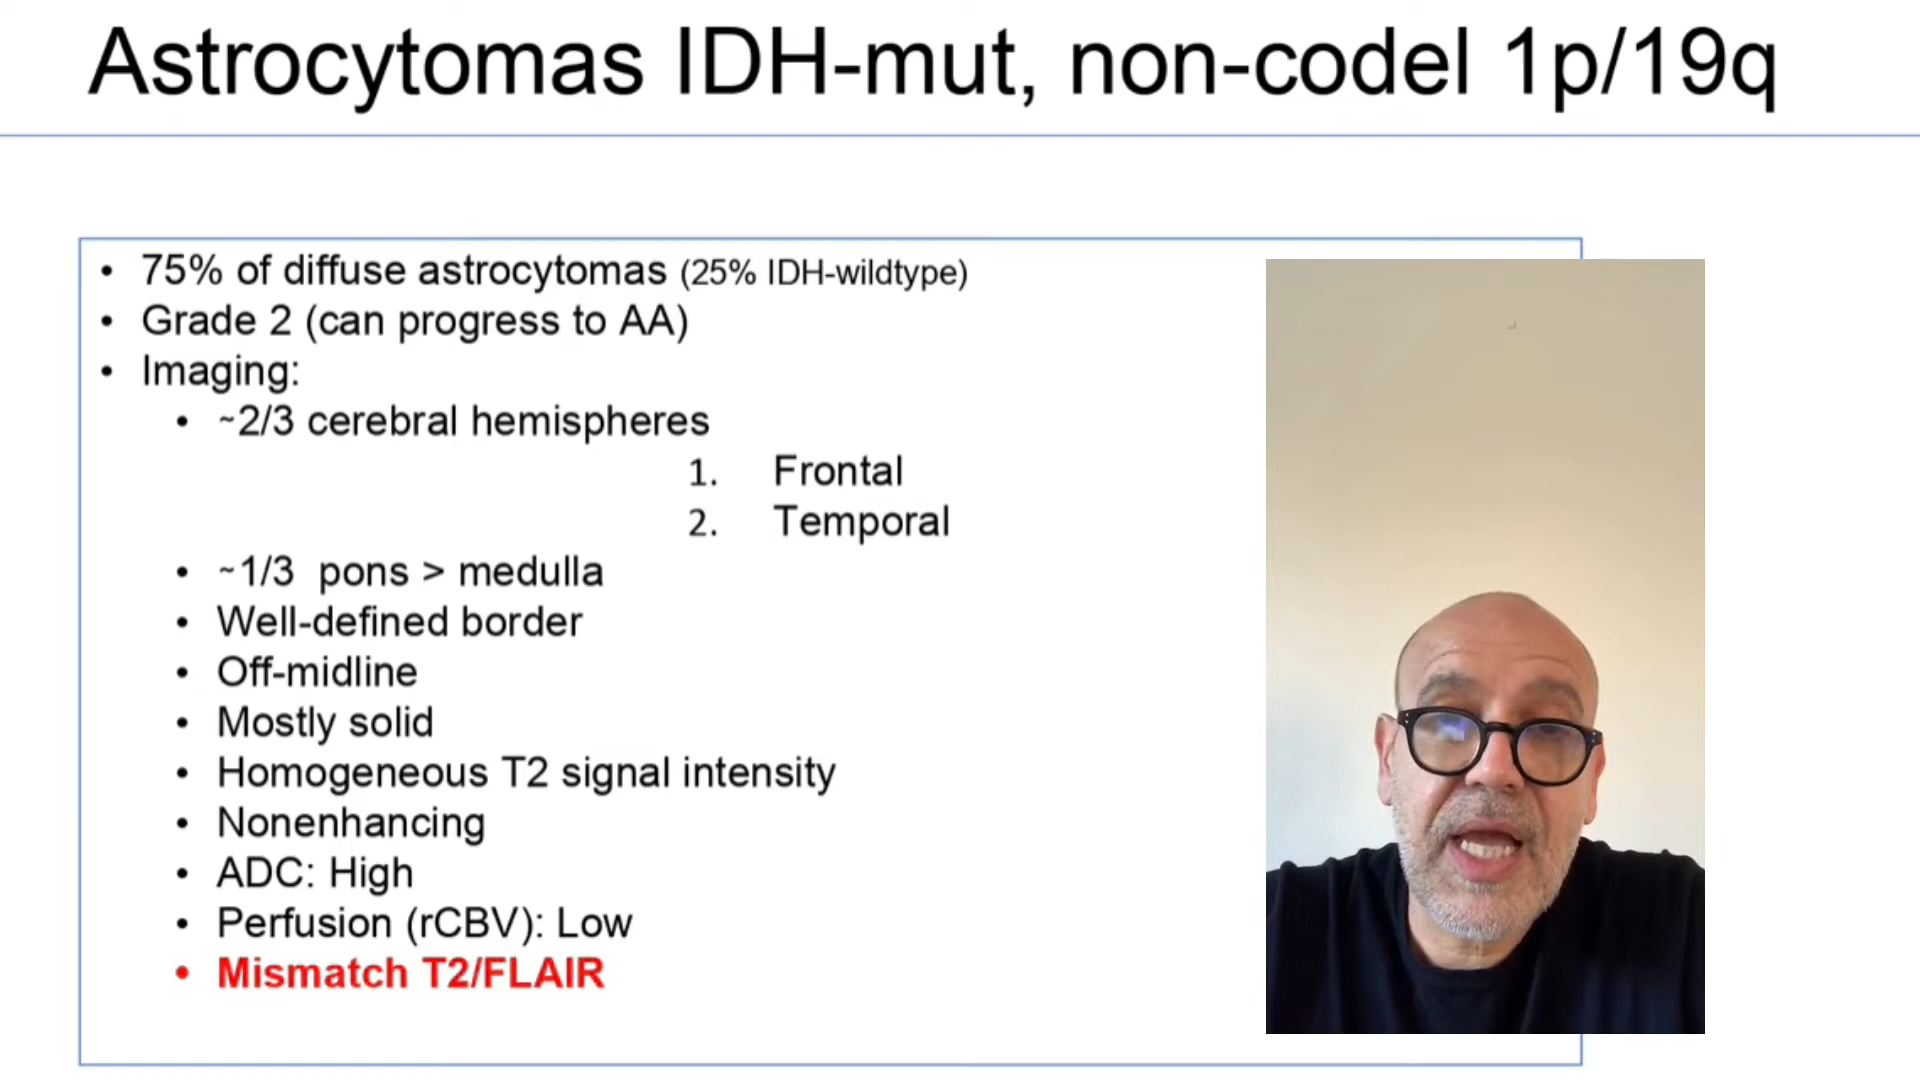 Astrocytomas IDH-mut, non-codel 1p/19q
• 75% of diffuse astrocytomas (25% IDH-wildtype)
• Grade 2 (can progress to AA)
• Imaging:
• ~2/3 cerebral hemispheres
1. Frontal
2. Temporal
• ~1/3 pons > medulla
• Well-defined border
• Off-midline
• Mostly solid
• Homogeneous T2 signal intensity
• Nonenhancing
• ADC: High
• Perfusion (rCBV): Low
• Mismatch T2/FLAIR